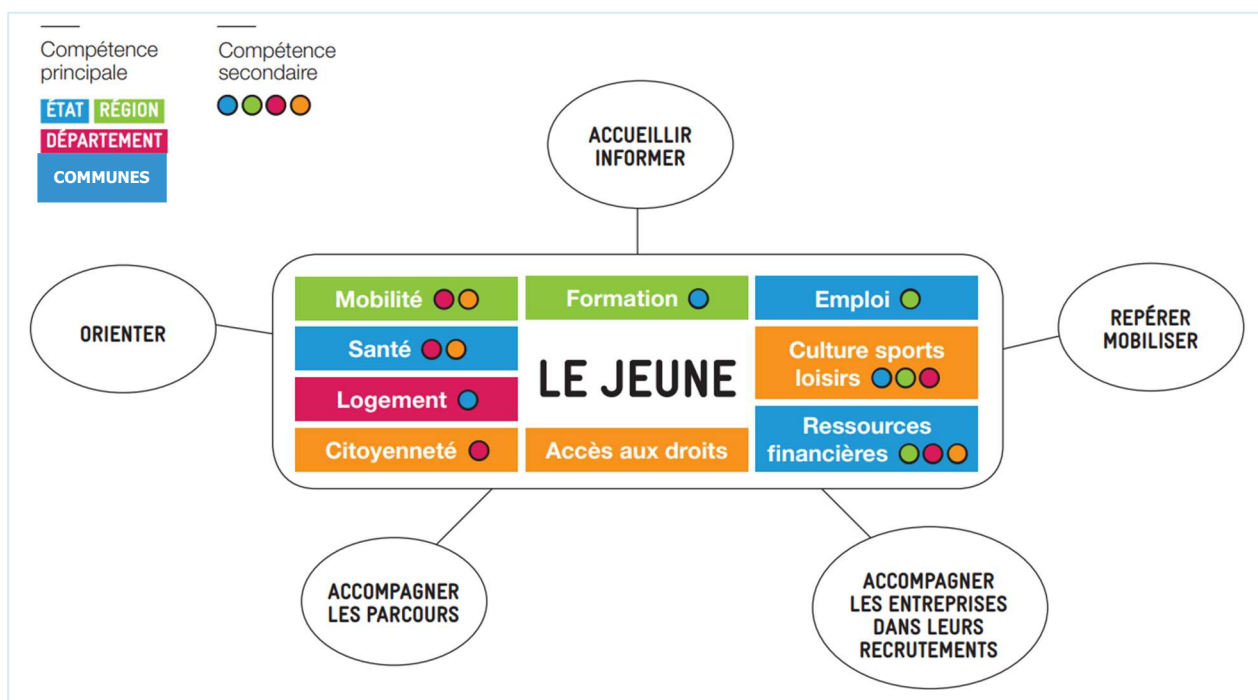 Compétence
principale
ÉTAT RÉGION
DÉPARTEMENT
COMMUNES
Compétence
secondaire
ACCUEILLIR
INFORMER
ORIENTER
REPÉRER
MOBILISER
Mobilité
Formation
Emploi
Santé
LE JEUNE
Culture sports
loisirs
Logement
Citoyenneté
Accès aux droits
Ressources
financières
ACCOMPAGNER
LES PARCOURS
ACCOMPAGNER
LES ENTREPRISES
DANS LEURS
RECRUTEMENTS